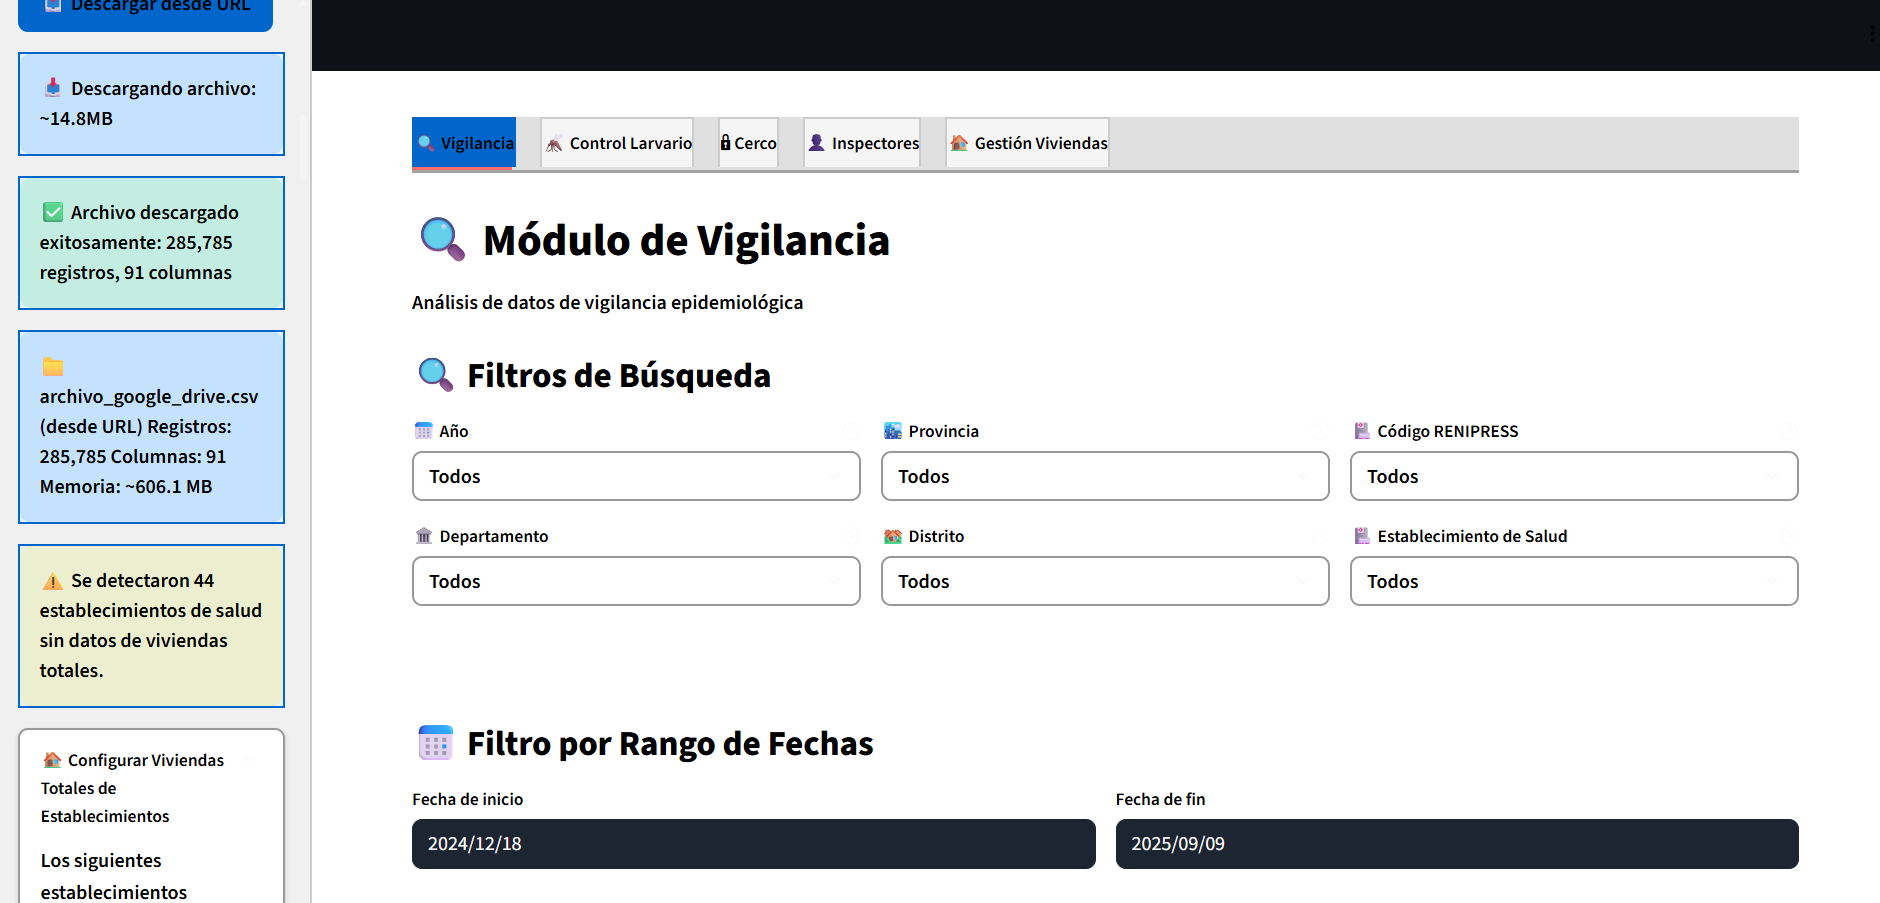 Descargar desde URL
Descargando archivo:
~14.8MB
Archivo descargado
exitosamente: 285,785
registros, 91 columnas
archivo_google_drive.csv
(desde URL) Registros:
285,785 Columnas: 91
Memoria: ~606.1 MB
Se detectaron 44
establecimientos de salud
sin datos de viviendas
totales.
Configurar Viviendas
Totales de
Establecimientos
Los siguientes
establecimientos
Vigilancia
Control Larvario
Cerco
Inspectores
Gestión Viviendas
Módulo de Vigilancia
Análisis de datos de vigilancia epidemiológica
Filtros de Búsqueda
Año
Provincia
Código RENIPRESS
Todos
Todos
Todos
Departamento
Distrito
Establecimiento de Salud
Todos
Todos
Todos
Filtro por Rango de Fechas
Fecha de inicio
Fecha de fin
2024/12/18
2025/09/09